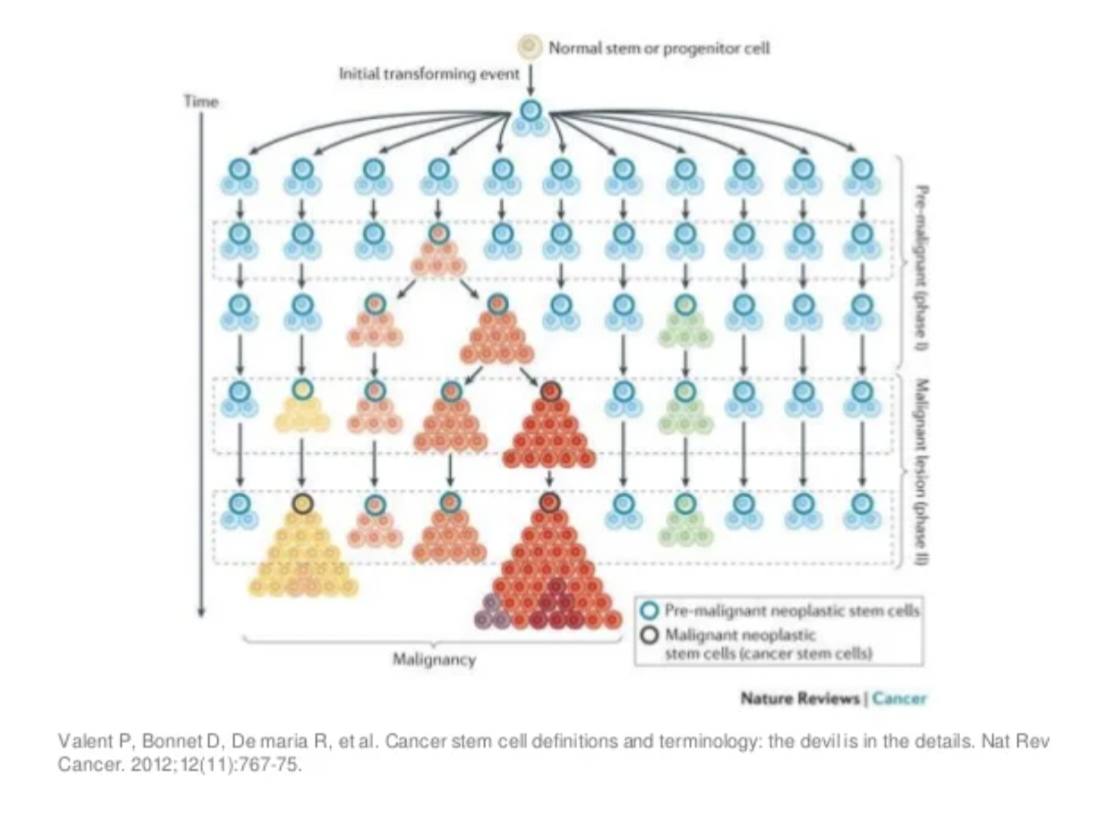 Normal stem or progenitor cell
Initial transforming event
Time
Pre-malignant (phase I)
Malignant lesion (phase II)
Pre-malignant neoplastic stem cells
Malignant neoplastic
stem cells (cancer stem cells)
Malignancy
Nature Reviews | Cancer
Valent P, Bonnet D, De maria R, et al. Cancer stem cell definitions and terminology: the devil is in the details. Nat Rev
Cancer. 2012;12(11):767-75.